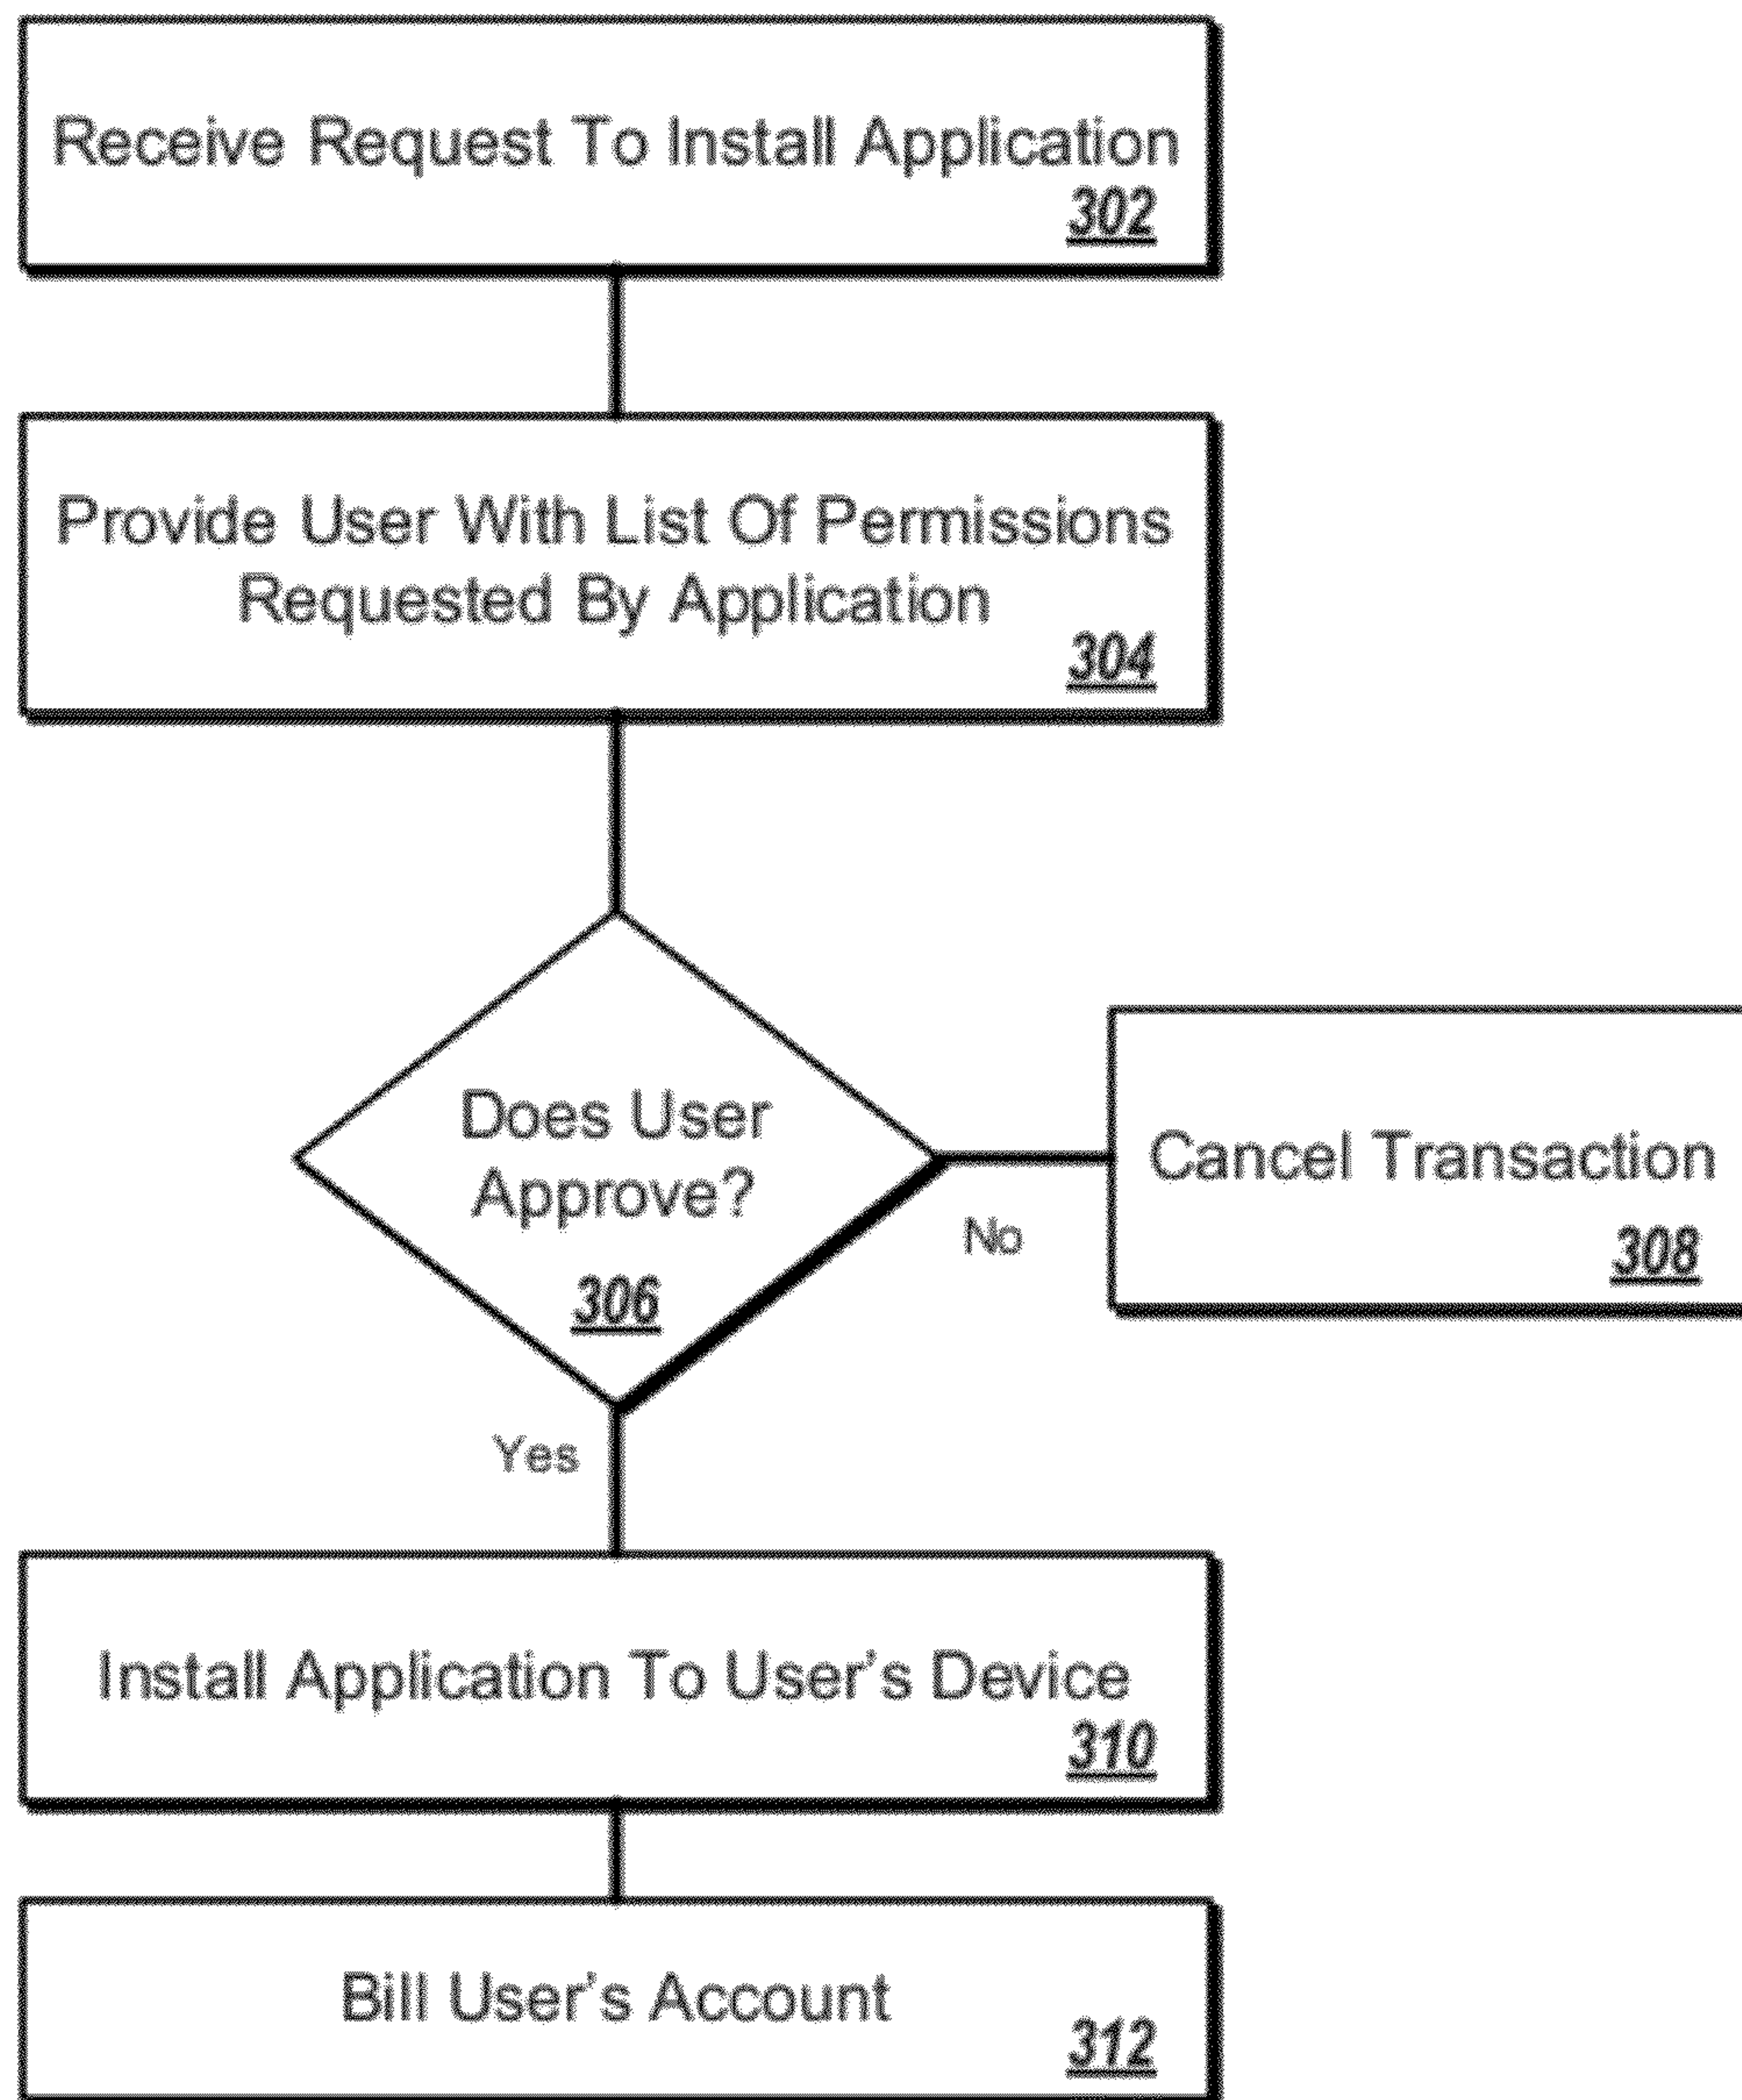 Receive Request To Install Application
302
Provide User With List Of Permissions
Requested By Application
304
Does User
Approve?
306
No
Cancel Transaction
308
Yes
Install Application To User's Device
310
Bill User's Account
312